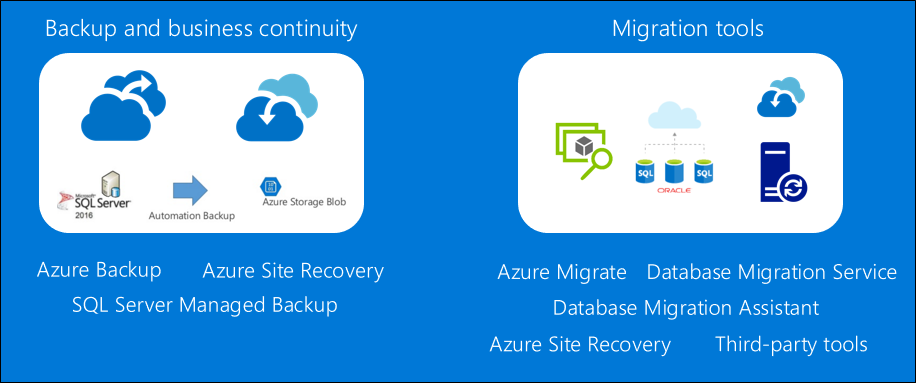 Backup and business continuity
Microsoft
SQL Server
2016
Automation Backup
Azure Storage Blob
Azure Backup
Azure Site Recovery
SQL Server Managed Backup
Migration tools
SQL
SQL
ORACLE
Azure Migrate
Database Migration Service
Database Migration Assistant
Azure Site Recovery
Third-party tools